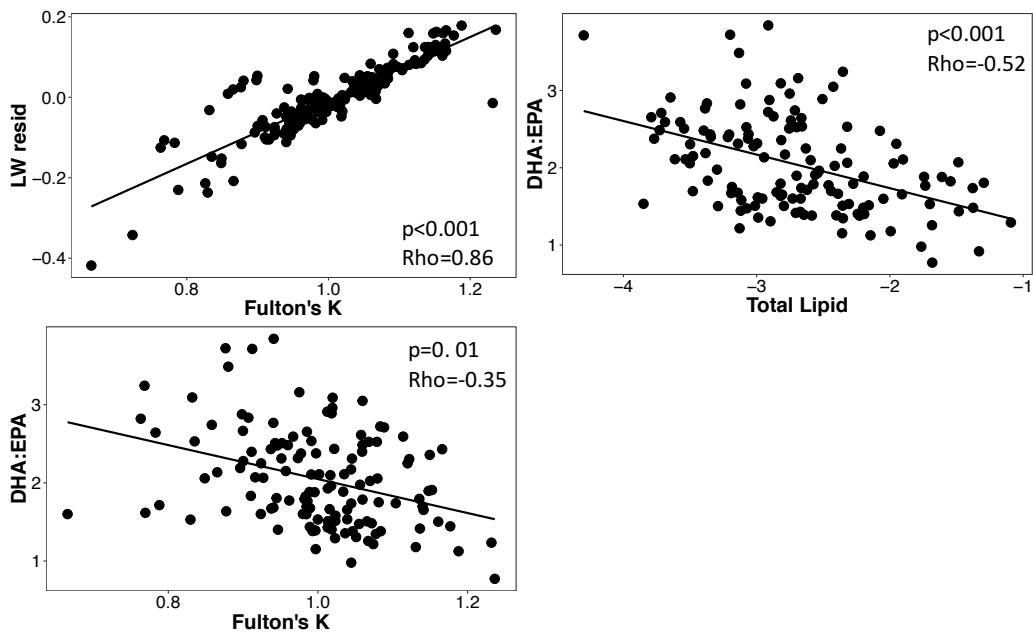 0.2
0.0
−0.2
−0.4
LW resid
p<0.001
Rho=0.86
0.8 1.0 1.2
Fulton's K
3
2
1
DHA:EPA
p<0.001
Rho=-0.52
−4 −3 −2 −1
Total Lipid
3
2
1
DHA:EPA
p=0. 01
Rho=-0.35
0.8 1.0 1.2
Fulton's K